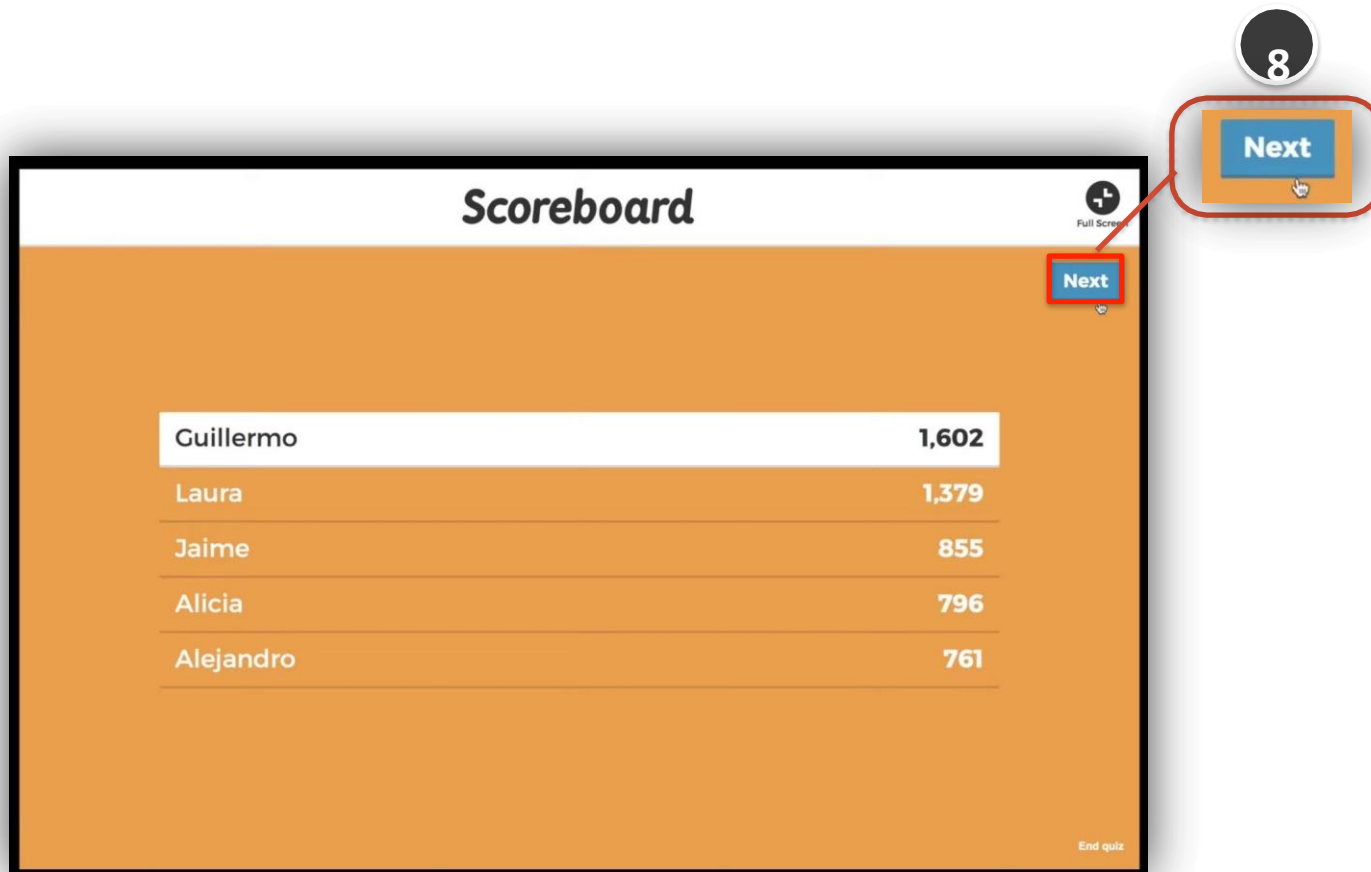 8
Next
Scoreboard
Full Screen
Next
Guillermo 1,602
Laura 1,379
Jaime 855
Alicia 796
Alejandro 761
End quiz